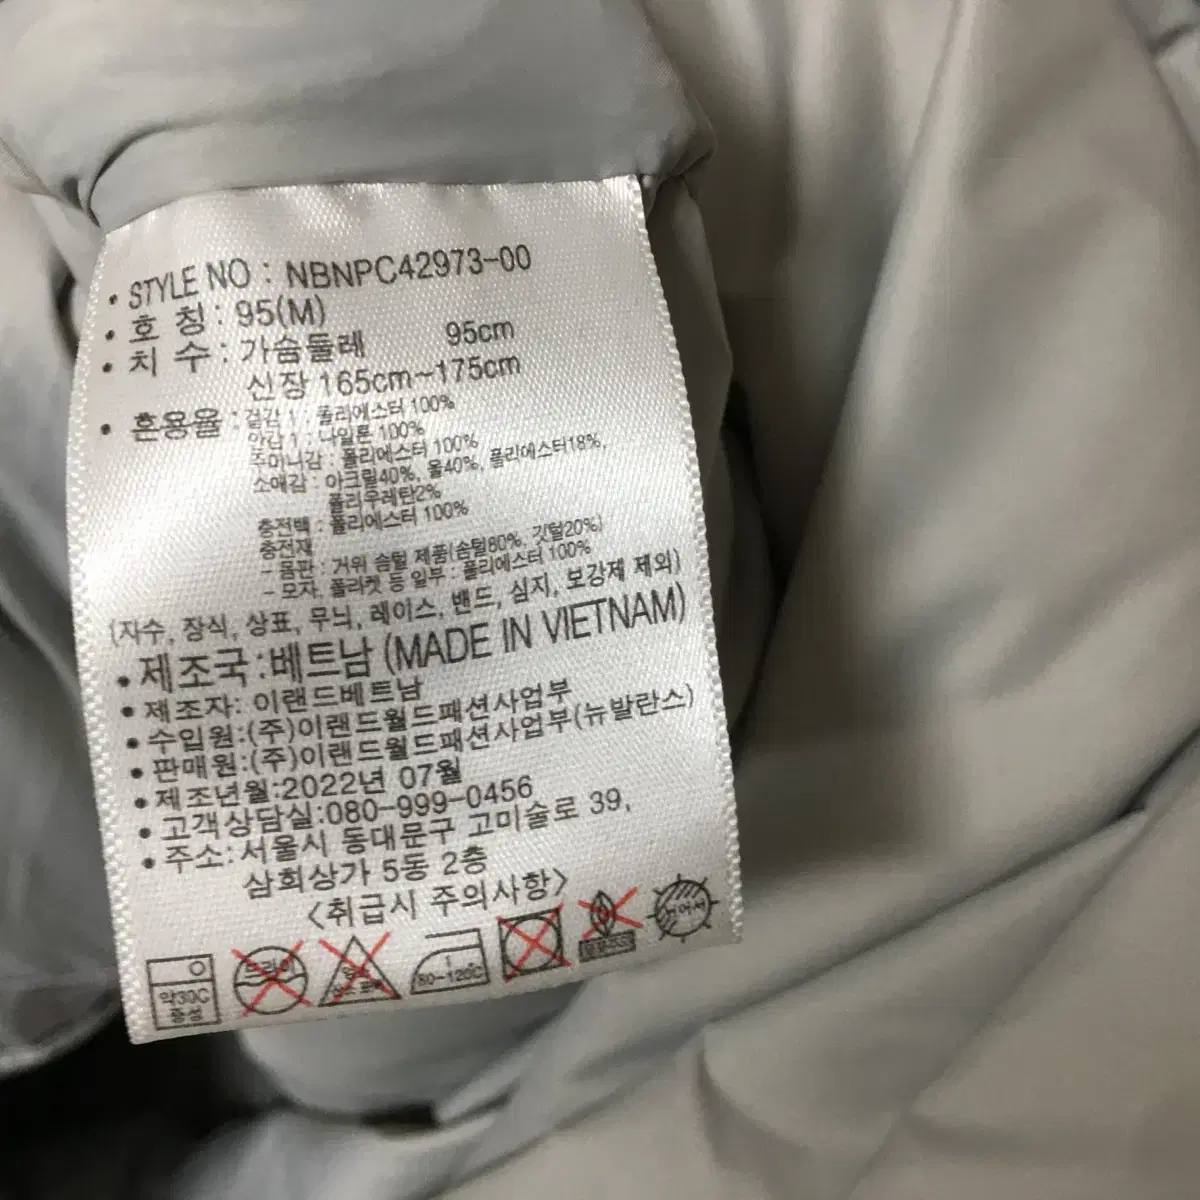 • STYLE NO : NBNPC42973-00
• 호 칭 : 95(M)
• 치 수 : 가슴둘레 95cm
신장 165cm~175cm
• 혼용율 : 겉감 1 : 폴리에스터 100%
안감 1 : 나일론 100%
주머니감 : 폴리에스터 100%
소매감 : 아크릴40%, 울40%, 폴리에스터18%,
폴리우레탄2%
충전백 : 폴리에스터 100%
충전재
- 몸판 : 거위 솜털 제품(솜털80%, 깃털20%)
- 모자, 플라켓 등 일부 : 폴리에스터 100%
(자수, 장식, 상표, 무늬, 레이스, 밴드, 심지, 보강제 제외)
• 제조국 : 베트남 (MADE IN VIETNAM)
• 제조자: 이랜드베트남
• 수입원:(주)이랜드월드패션사업부
• 판매원:(주)이랜드월드패션사업부(뉴발란스)
• 제조년월:2022년 07월
• 고객상담실:080-999-0456
• 주소: 서울시 동대문구 고미술로 39,
삼희상가 5동 2층
<취급시 주의사항>
약30C
중성
드라이
1
80~120℃